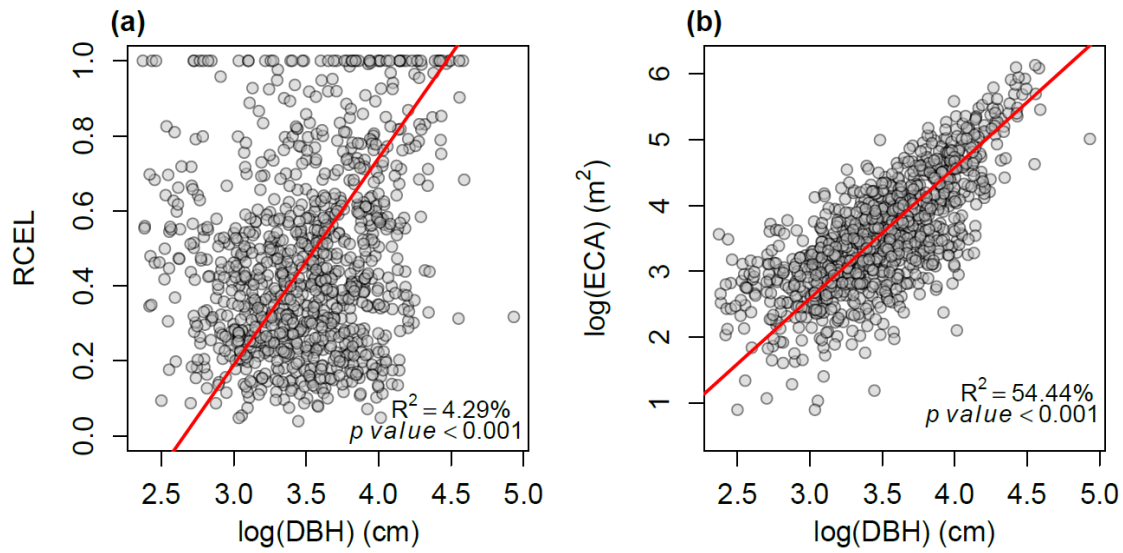 (a)
RCEL
1.0
0.8
0.6
0.4
0.2
0.0
R² = 4.29%
p value < 0.001
2.5 3.0 3.5 4.0 4.5 5.0
log(DBH) (cm)
(b)
log(ECA) (m²)
6
5
4
3
2
1
R² = 54.44%
p value < 0.001
2.5 3.0 3.5 4.0 4.5 5.0
log(DBH) (cm)